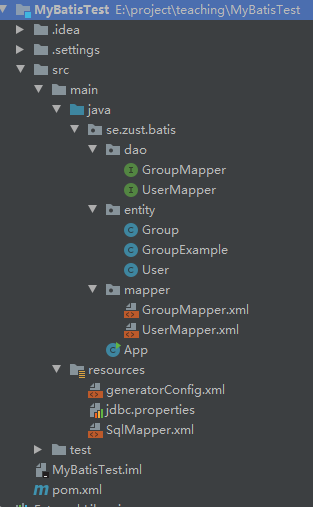 MyBatisTest E:\project\teaching\MyBatisTest
.idea
.settings
src
main
java
se.zust.batis
dao
GroupMapper
UserMapper
entity
Group
GroupExample
User
mapper
GroupMapper.xml
UserMapper.xml
App
resources
generatorConfig.xml
jdbc.properties
SqlMapper.xml
test
MyBatisTest.iml
pom.xml